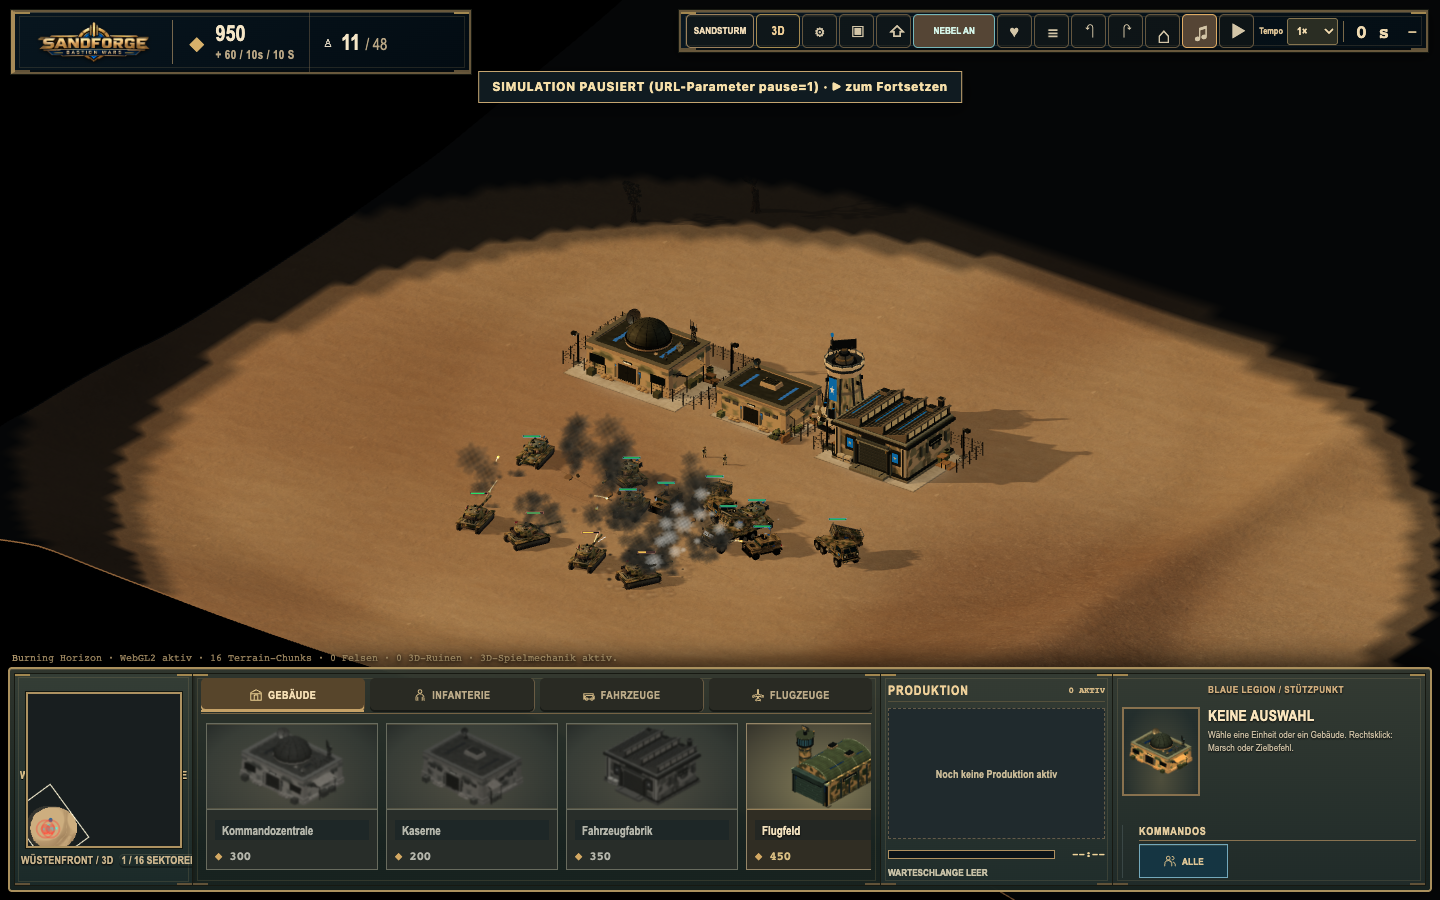 SANDFORGE
BASTION WARS
950
+ 60 / 10s / 10 S
11 / 48
SANDSTURM
3D
NEBEL AN
Tempo
1×
0 s
–
SIMULATION PAUSIERT (URL-Parameter pause=1) · ▶ zum Fortsetzen
Burning Horizon · WebGL2 aktiv · 16 Terrain-Chunks · 0 Felsen · 0 3D-Ruinen · 3D-Spielmechanik aktiv.
GEBÄUDE
INFANTERIE
FAHRZEUGE
FLUGZEUGE
Kommandozentrale
300
Kaserne
200
Fahrzeugfabrik
350
Flugfeld
450
WÜSTENFRONT / 3D 1 / 16 SEKTOREN
PRODUKTION
0 AKTIV
Noch keine Produktion aktiv
--:--
WARTESCHLANGE LEER
BLAUE LEGION / STÜTZPUNKT
KEINE AUSWAHL
Wähle eine Einheit oder ein Gebäude. Rechtsklick:
Marsch oder Zielbefehl.
KOMMANDOS
ALLE